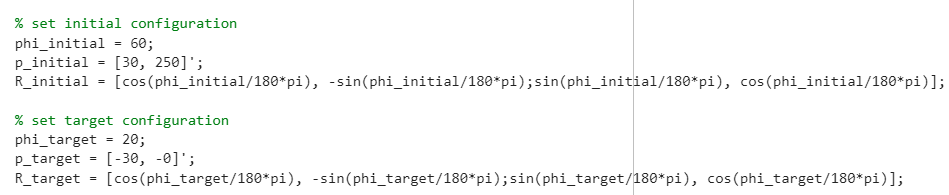 % set initial configuration
phi_initial = 60;
p_initial = [30, 250]';
R_initial = [cos(phi_initial/180*pi), -sin(phi_initial/180*pi);sin(phi_initial/180*pi), cos(phi_initial/180*pi)];
% set target configuration
phi_target = 20;
p_target = [-30, -0]';
R_target = [cos(phi_target/180*pi), -sin(phi_target/180*pi);sin(phi_target/180*pi), cos(phi_target/180*pi)];